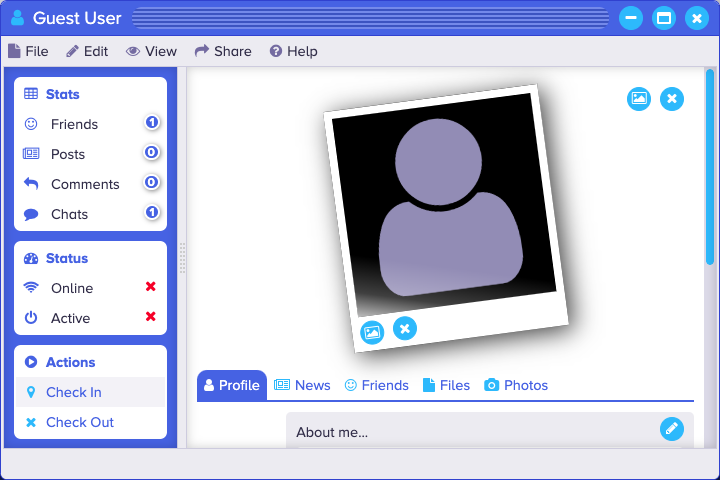 Guest User
File Edit View Share Help
Stats
Friends 1
Posts 0
Comments 0
Chats 1
Status
Online
Active
Actions
Check In
Check Out
Profile News Friends Files Photos
About me...